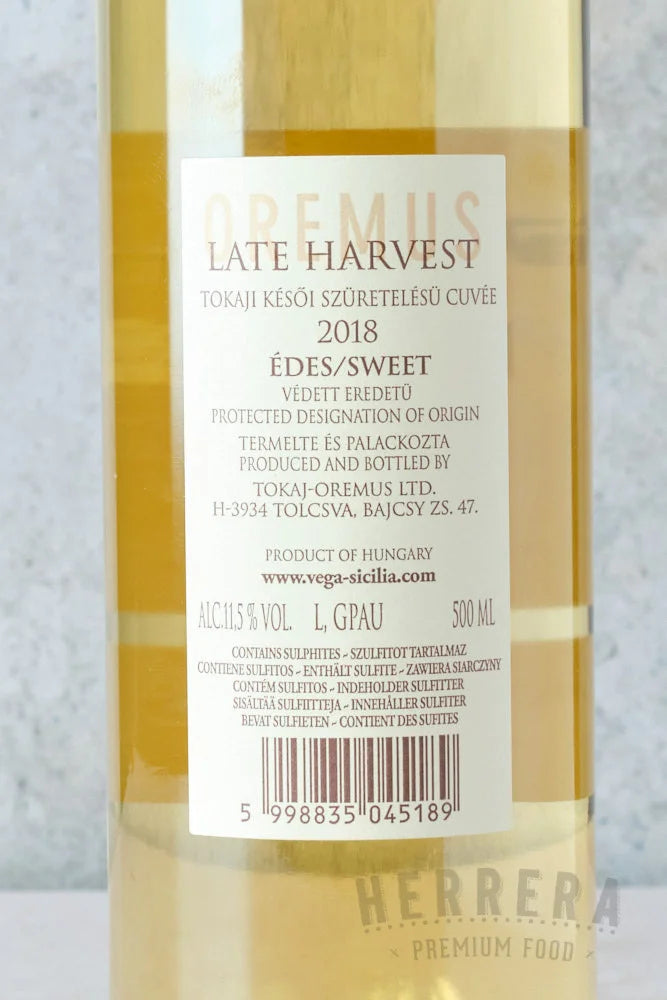 OREMUS
LATE HARVEST
TOKAJI KÉSŐI SZÜRETELÉSÜ CUVÉE
2018
ÉDES/SWEET
VÉDETT EREDETÜ
PROTECTED DESIGNATION OF ORIGIN
TERMELTE ÉS PALACKOZTA
PRODUCED AND BOTTLED BY
TOKAJ-OREMUS LTD.
H-3934 TOLCSVA, BAJCSY ZS. 47.
PRODUCT OF HUNGARY
www.vega-sicilia.com
ALC.11,5 % VOL. L, GPAU 500 ML
CONTAINS SULPHITES ~ SZULFITOT TARTALMAZ
CONTIENE SULFITOS ~ ENTHÄLT SULFITE ~ ZAWIERA SIARCZYNY
CONTÉM SULFITOS ~ INDEHOLDER SULFITTER
SISÄLTÄÄ SULFIITTEJA ~ INNEHÅLLER SULFITER
BEVAT SULFIETEN ~ CONTIENT DES SUFITES
5 998835 045189
HERRERA
× PREMIUM FOOD ×